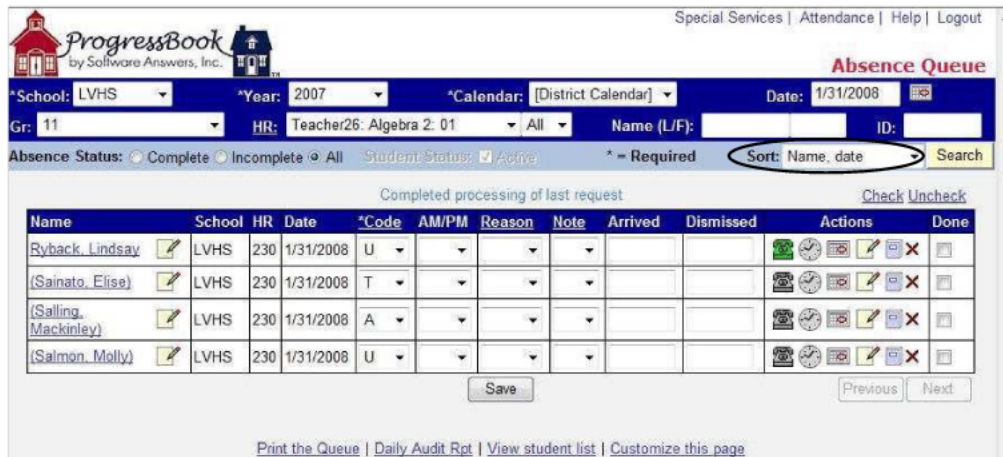 Special Services | Attendance | Help | Logout
ProgressBook
by Software Answers, Inc. TM
Absence Queue
*School: LVHS *Year: 2007 *Calendar: [District Calendar] Date: 1/31/2008
Gr: 11 HR: Teacher26: Algebra 2: 01 All Name (L/F): ID:
Absence Status: Complete Incomplete All Student Status: Active * = Required Sort: Name, date Search
Completed processing of last request Check Uncheck
Name School HR Date *Code AM/PM Reason Note Arrived Dismissed Actions Done
Ryback, Lindsay LVHS 230 1/31/2008 U
(Sainato, Elise) LVHS 230 1/31/2008 T
(Salling,
Mackinley) LVHS 230 1/31/2008 A
(Salmon, Molly) LVHS 230 1/31/2008 U
Save Previous Next
Print the Queue | Daily Audit Rpt | View student list | Customize this page